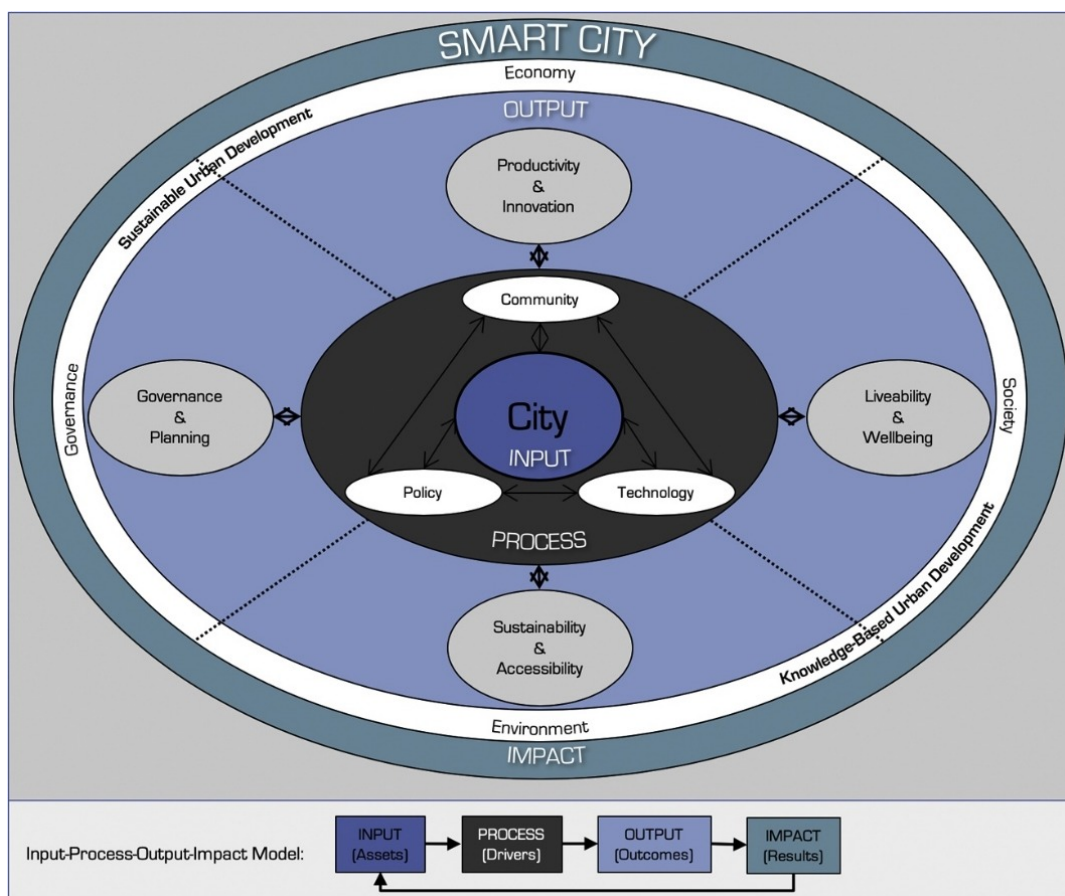 SMART CITY
Economy
OUTPUT
Sustainable Urban Development
Productivity
&
Innovation
Community
Governance
Governance
&
Planning
City
INPUT
Liveability
&
Wellbeing
Society
Policy
Technology
PROCESS
Sustainability
&
Accessibility
Knowledge-Based Urban Development
Environment
IMPACT
Input-Process-Output-Impact Model:
INPUT
(Assets)
PROCESS
(Drivers)
OUTPUT
(Outcomes)
IMPACT
(Results)